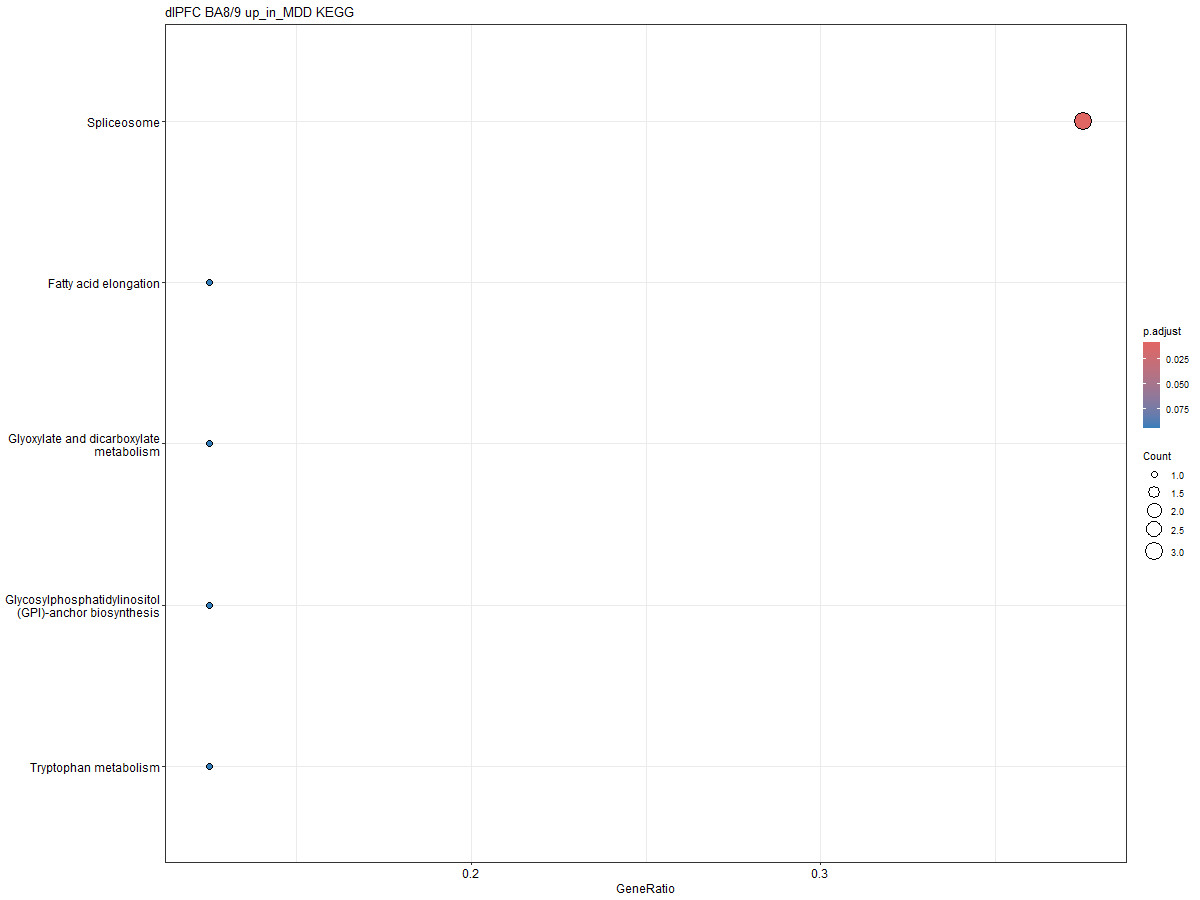 dlPFC BA8/9 up_in_MDD KEGG
Spliceosome
Fatty acid elongation
Glyoxylate and dicarboxylate
metabolism
Glycosylphosphatidylinositol
(GPI)-anchor biosynthesis
Tryptophan metabolism
0.2
0.3
GeneRatio
p.adjust
0.025
0.050
0.075
Count
1.0
1.5
2.0
2.5
3.0